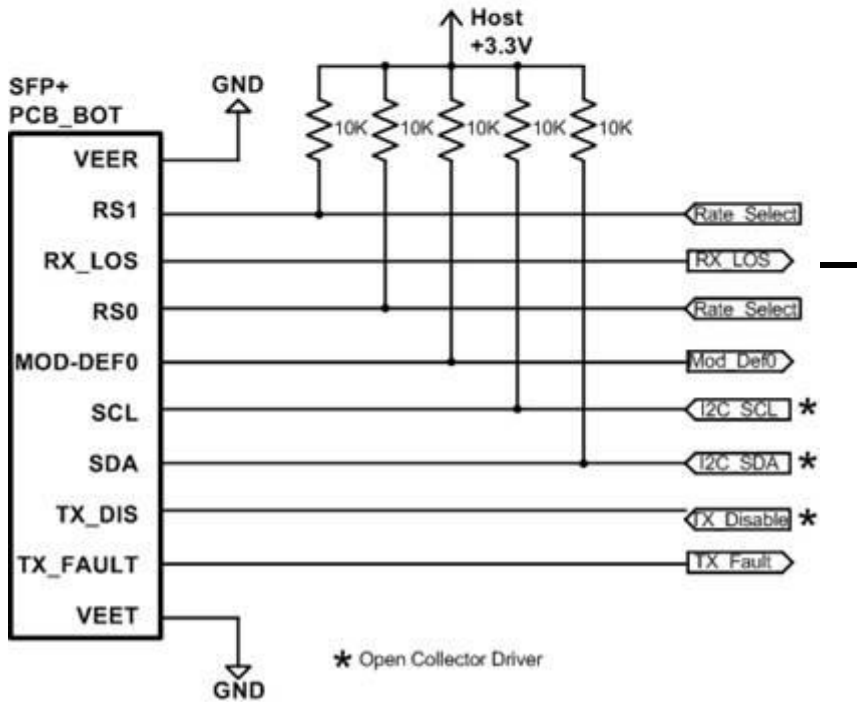 Host
+3.3V
SFP+
PCB_BOT
GND
10K 10K 10K 10K 10K
VEER
RS1 Rate_Select
RX_LOS RX_LOS
RS0 Rate_Select
MOD-DEF0 Mod_Def0
SCL I2C_SCL *
SDA I2C_SDA *
TX_DIS TX_Disable *
TX_FAULT TX_Fault
VEET
* Open Collector Driver
GND